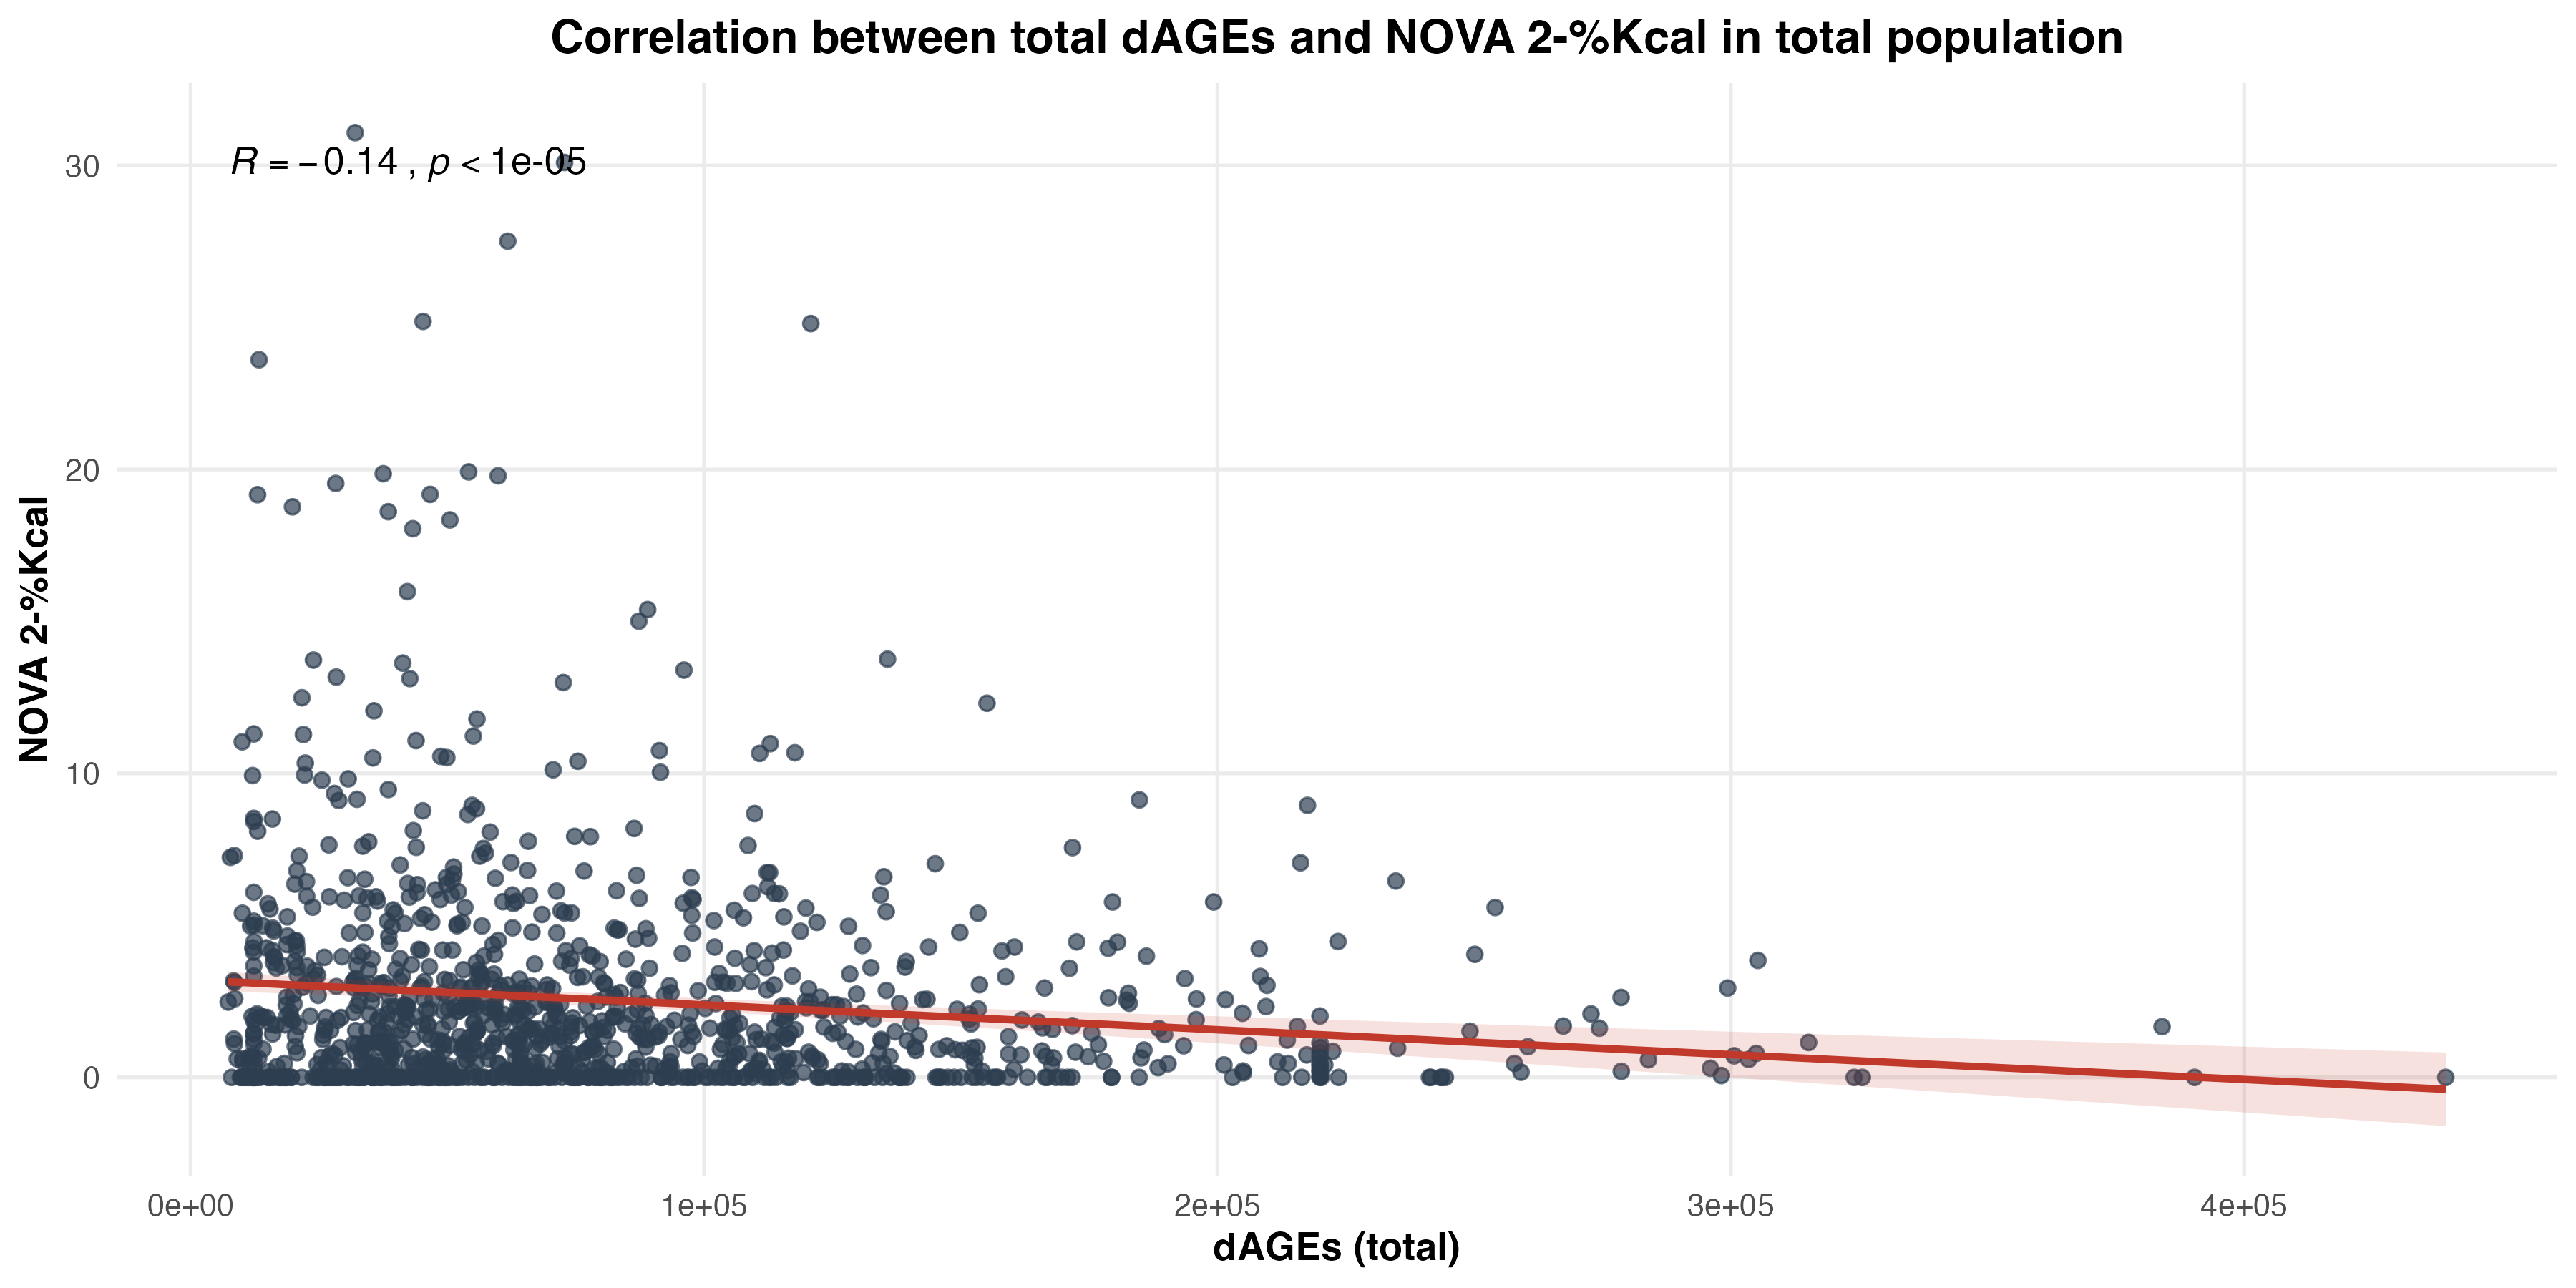 Correlation between total dAGEs and NOVA 2-%Kcal in total population
R = −0.14 , p < 1e-05
30
20
10
0
NOVA 2-%Kcal
0e+00 1e+05 2e+05 3e+05 4e+05
dAGEs (total)